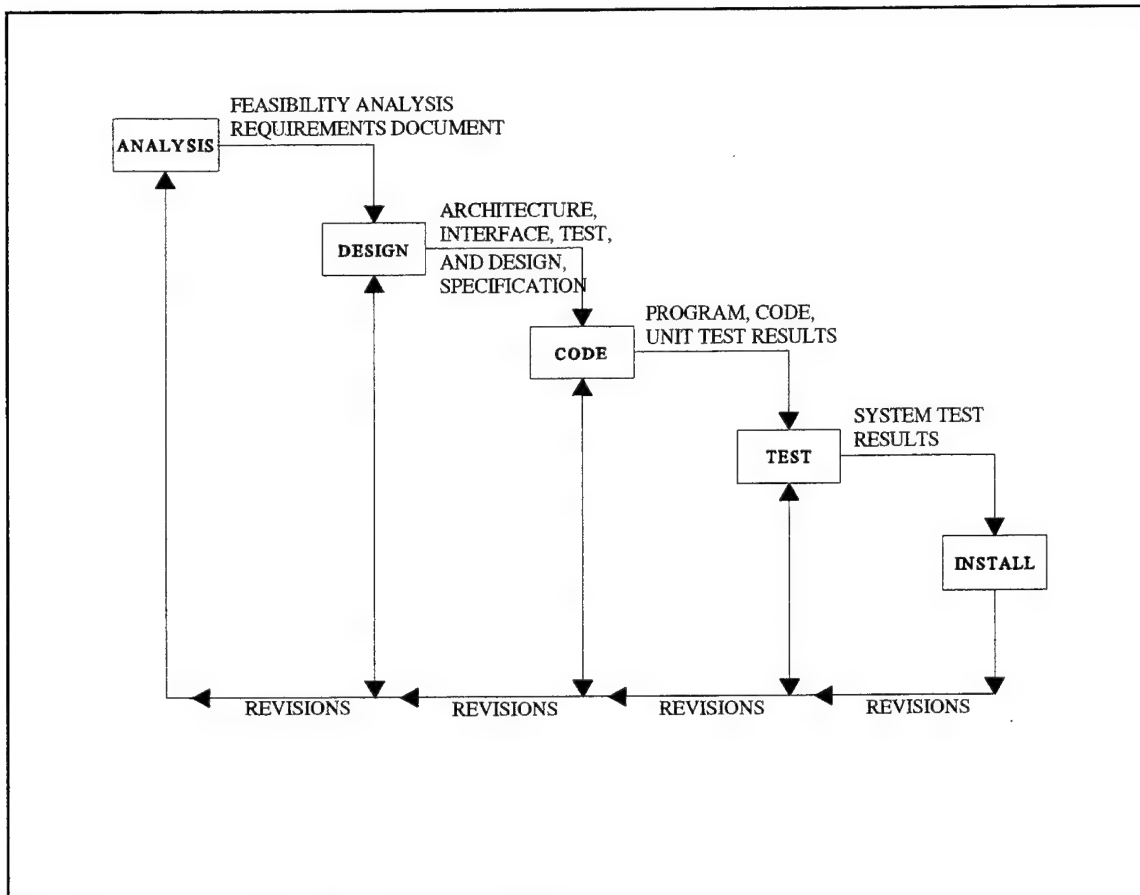 FEASIBILITY ANALYSIS
REQUIREMENTS DOCUMENT
ANALYSIS
ARCHITECTURE,
INTERFACE, TEST,
AND DESIGN,
SPECIFICATION
DESIGN
PROGRAM, CODE,
UNIT TEST RESULTS
CODE
SYSTEM TEST
RESULTS
TEST
INSTALL
REVISIONS
REVISIONS
REVISIONS
REVISIONS